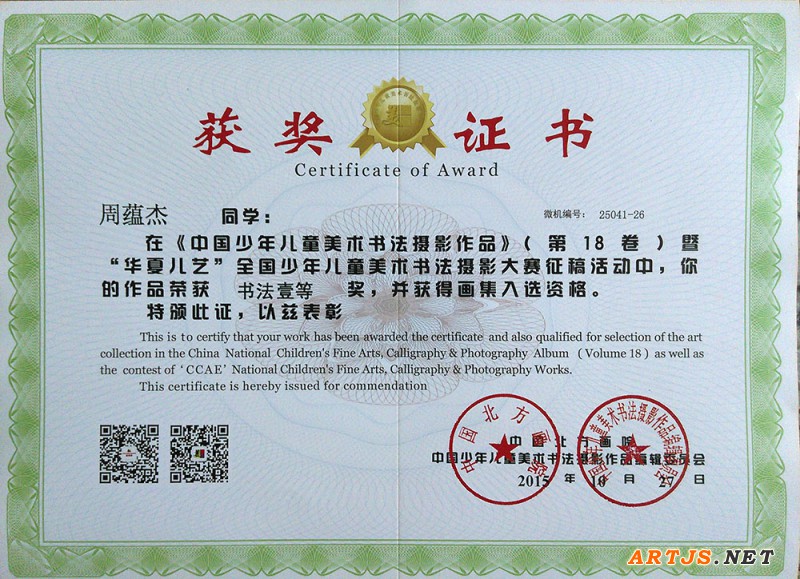 获奖证书
Certificate of Award
周蕴杰 同学：
微机编号： 25041-26
在《中国少年儿童美术书法摄影作品》（第18卷）暨
“华夏儿艺”全国少年儿童美术书法摄影大赛征稿活动中，你
的作品荣获 书法壹等 奖，并获得画集入选资格。
特颁此证，以兹表彰
This is to certify that your work has been awarded the certificate and also qualified for selection of the art
collection in the China National Children's Fine Arts, Calligraphy & Photography Album (Volume 18) as well as
the contest of ‘CCAE’ National Children's Fine Arts, Calligraphy & Photography Works.
This certificate is hereby issued for commendation
中国北方画院
中国北方画院
中国少年儿童美术书法摄影作品编辑委员会
2015 年 10 月 27 日
ARTJS.NET